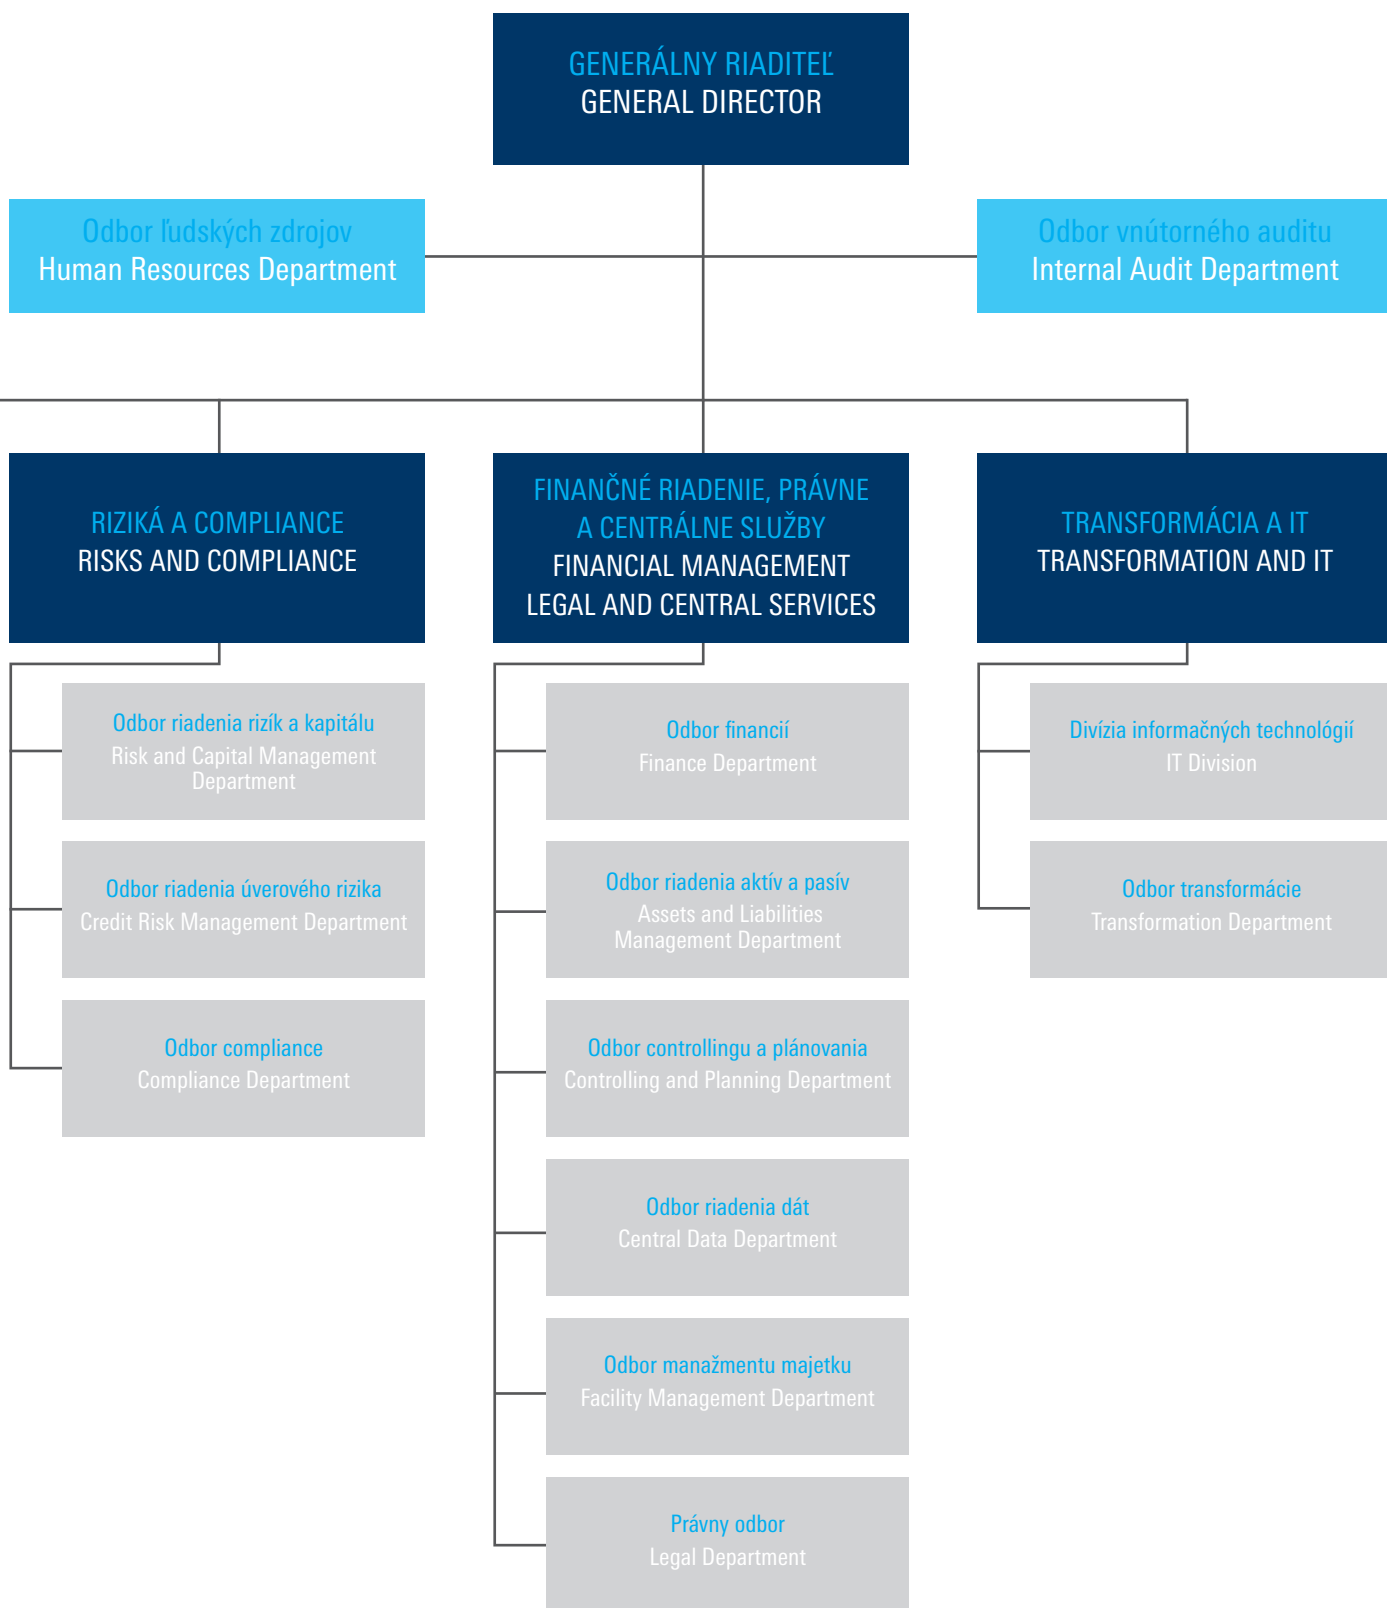 GENERÁLNY RIADITEĽ
GENERAL DIRECTOR
Odbor ľudských zdrojov
Human Resources Department
Odbor vnútorného auditu
Internal Audit Department
RIZIKÁ A COMPLIANCE
RISKS AND COMPLIANCE
Odbor riadenia rizík a kapitálu
Risk and Capital Management
Department
Odbor riadenia úverového rizika
Credit Risk Management Department
Odbor compliance
Compliance Department
FINANČNÉ RIADENIE, PRÁVNE
A CENTRÁLNE SLUŽBY
FINANCIAL MANAGEMENT
LEGAL AND CENTRAL SERVICES
Odbor financií
Finance Department
Odbor riadenia aktív a pasív
Assets and Liabilities
Management Department
Odbor controllingu a plánovania
Controlling and Planning Department
Odbor riadenia dát
Central Data Department
Odbor manažmentu majetku
Facility Management Department
Právny odbor
Legal Department
TRANSFORMÁCIA A IT
TRANSFORMATION AND IT
Divízia informačných technológií
IT Division
Odbor transformácie
Transformation Department